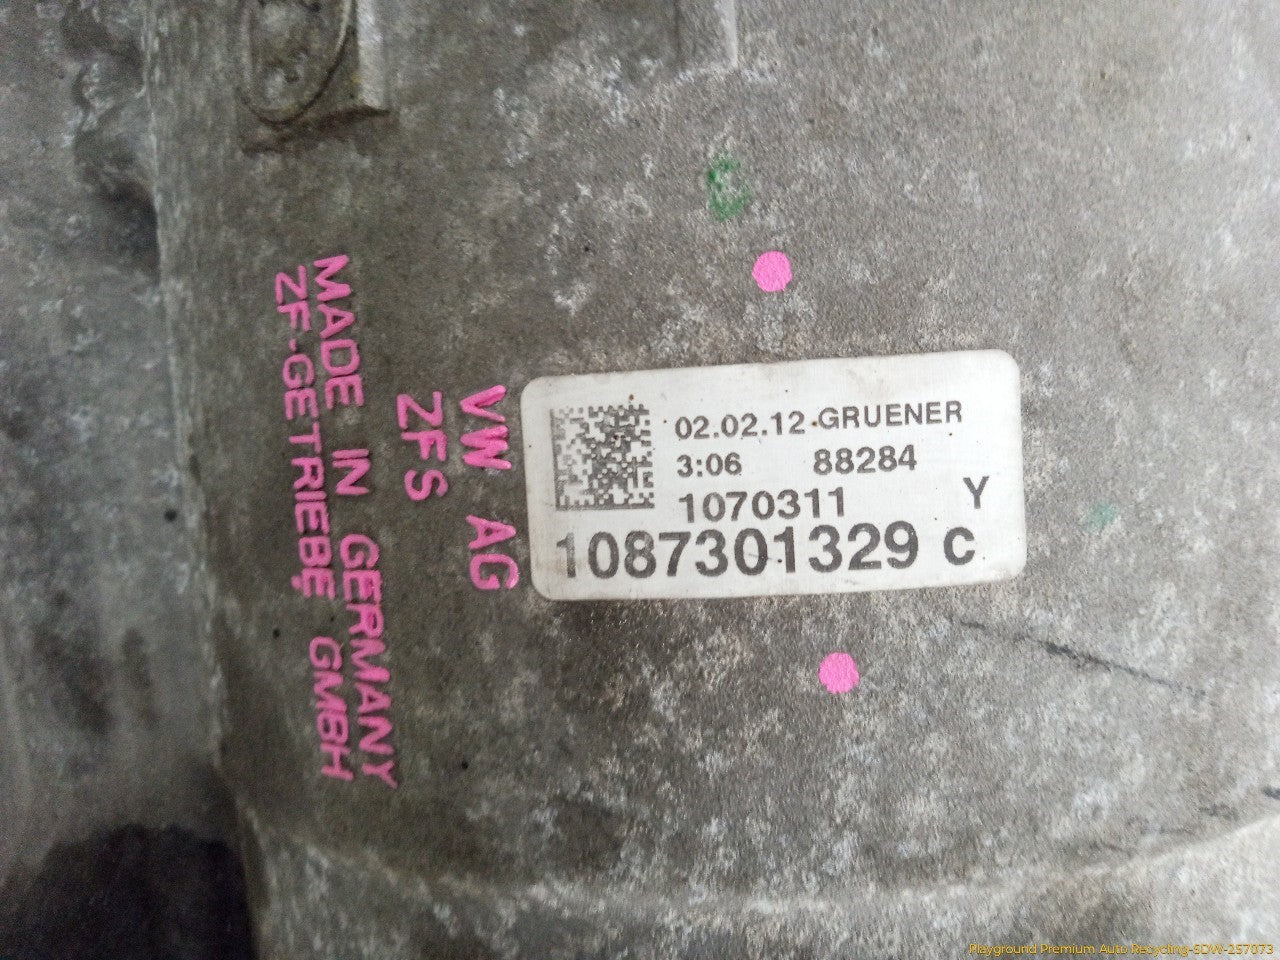 MADE IN GERMANY
ZF-GETRIEBE GMBH
VW AG
ZFS
02.02.12 GRUENER
3:06 88284
1070311 Y
1087301329 C
Playground Premium Auto Recycling-SDW-257073